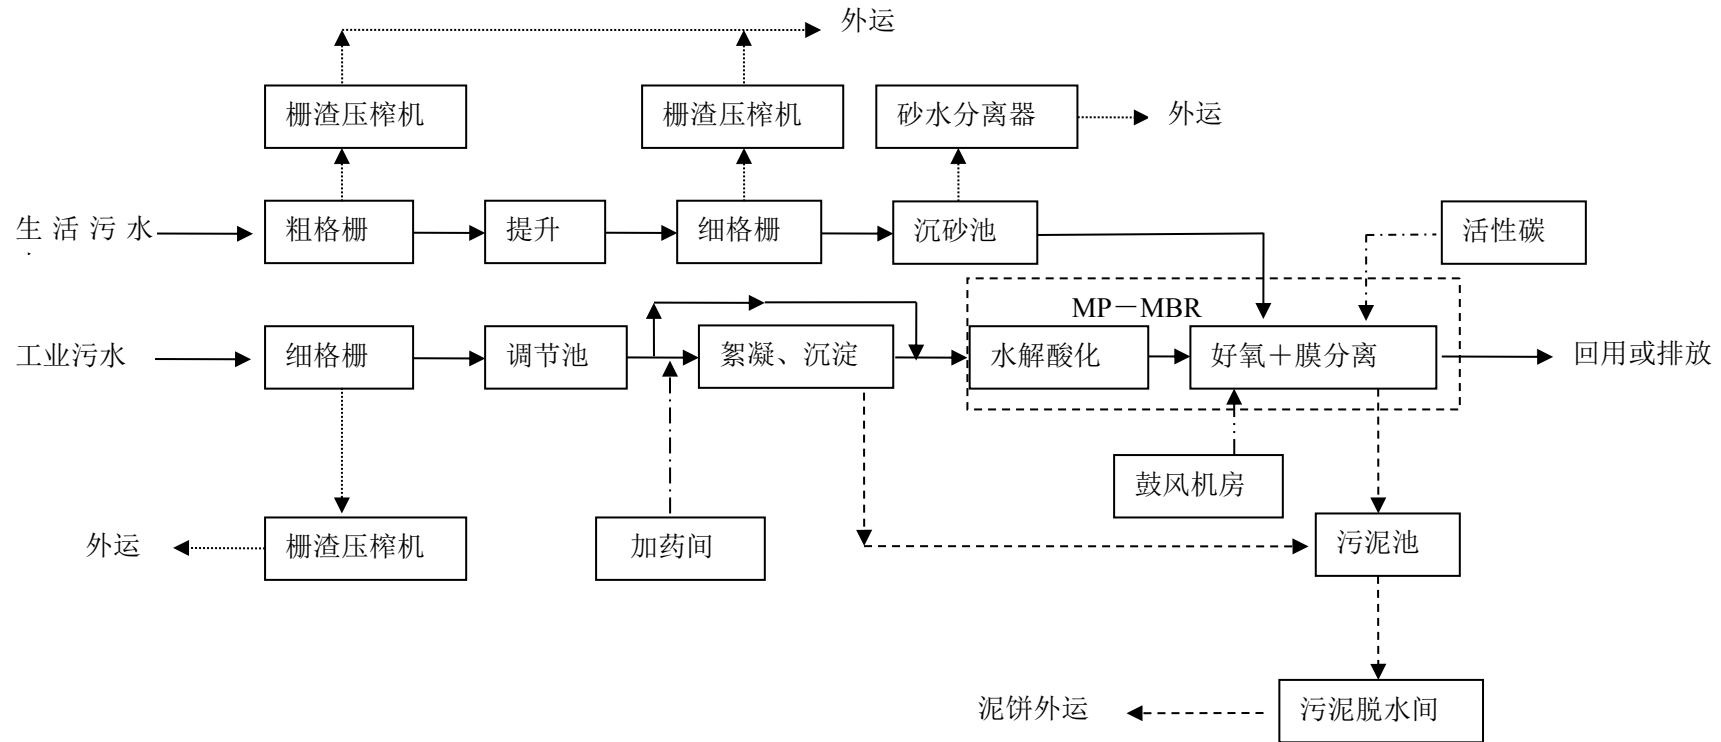 外运
栅渣压榨机
栅渣压榨机
砂水分离器
外运
生活污水
粗格栅
提升
细格栅
沉砂池
活性碳
MP－MBR
工业污水
细格栅
调节池
絮凝、沉淀
水解酸化
好氧＋膜分离
回用或排放
鼓风机房
外运
栅渣压榨机
加药间
污泥池
泥饼外运
污泥脱水间